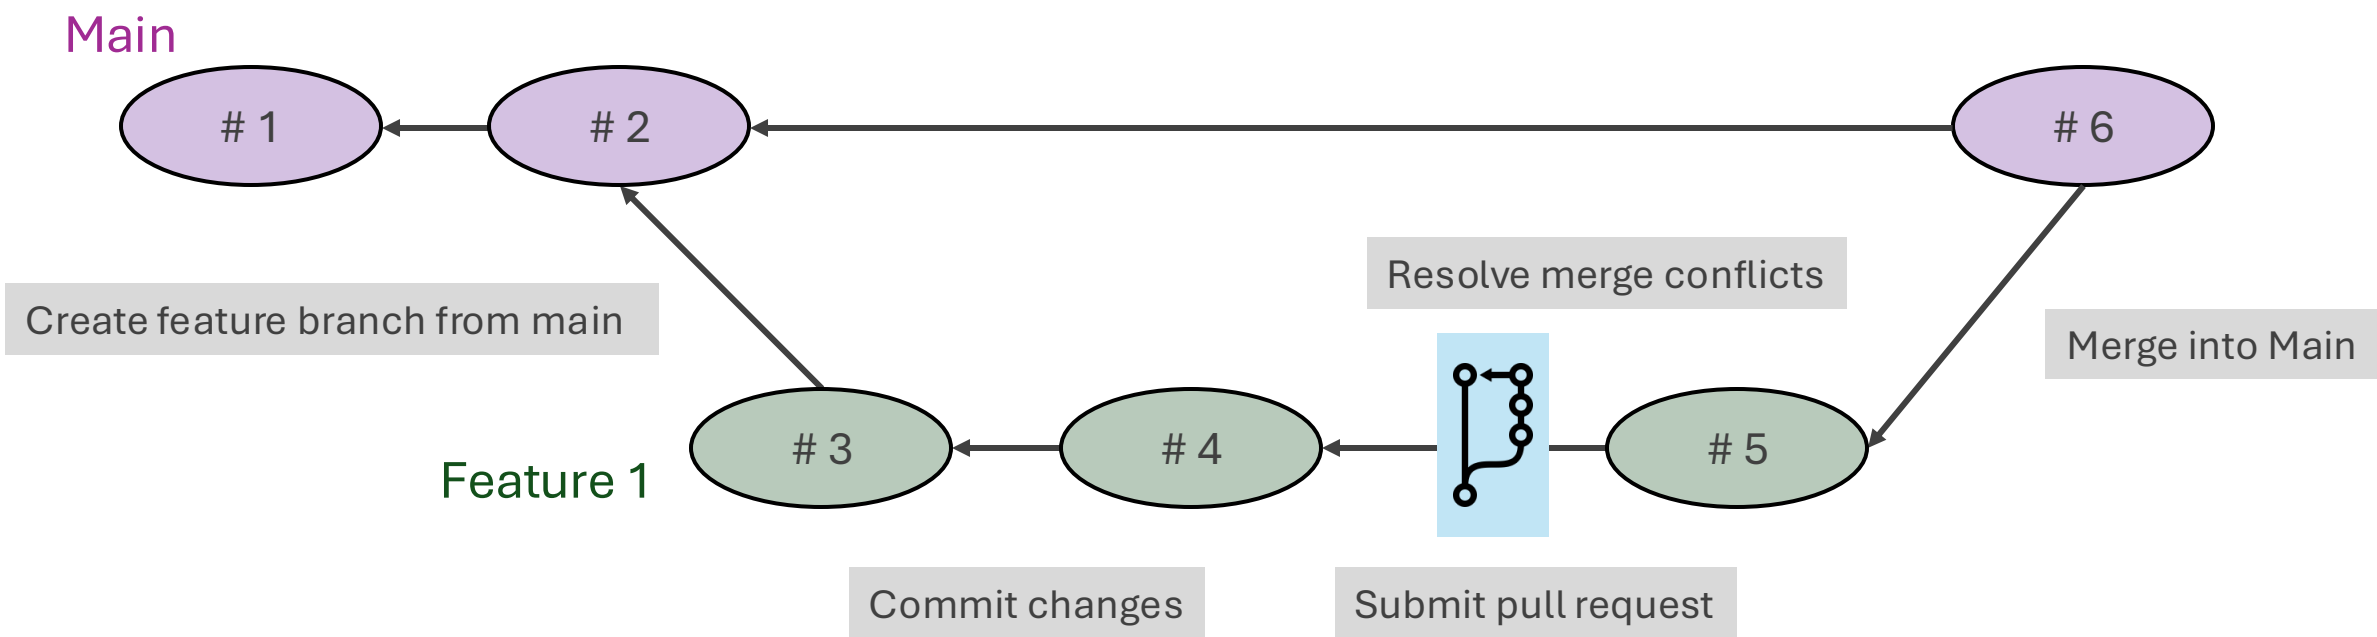 Main
# 1
# 2
# 6
Resolve merge conflicts
Create feature branch from main
Merge into Main
# 3
# 4
# 5
Feature 1
Commit changes
Submit pull request